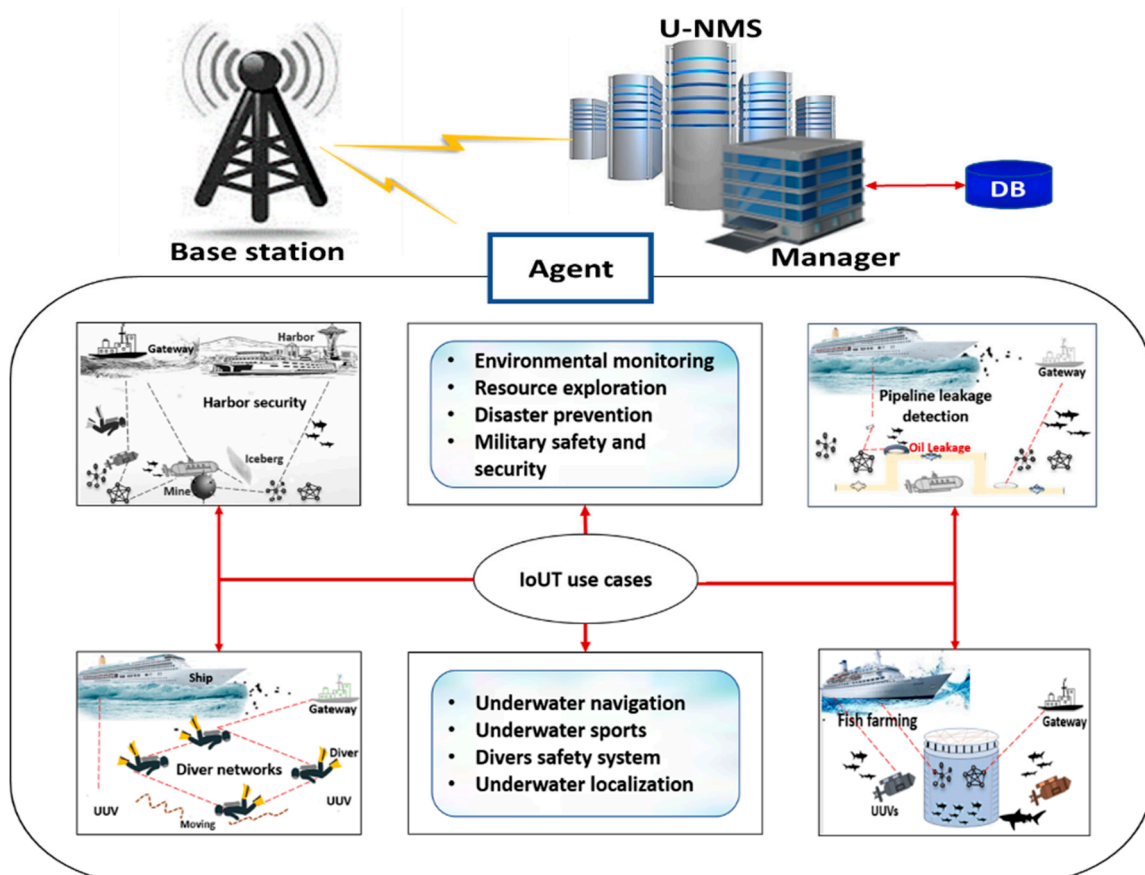 U-NMS
DB
Base station
Manager
Agent
Gateway
Harbor
Harbor security
Iceberg
Mine
• Environmental monitoring
• Resource exploration
• Disaster prevention
• Military safety and
security
Gateway
Pipeline leakage
detection
Oil Leakage
IoUT use cases
Ship
Gateway
Diver
Diver networks
UUV
UUV
Moving
• Underwater navigation
• Underwater sports
• Divers safety system
• Underwater localization
Fish farming
Gateway
UUVs